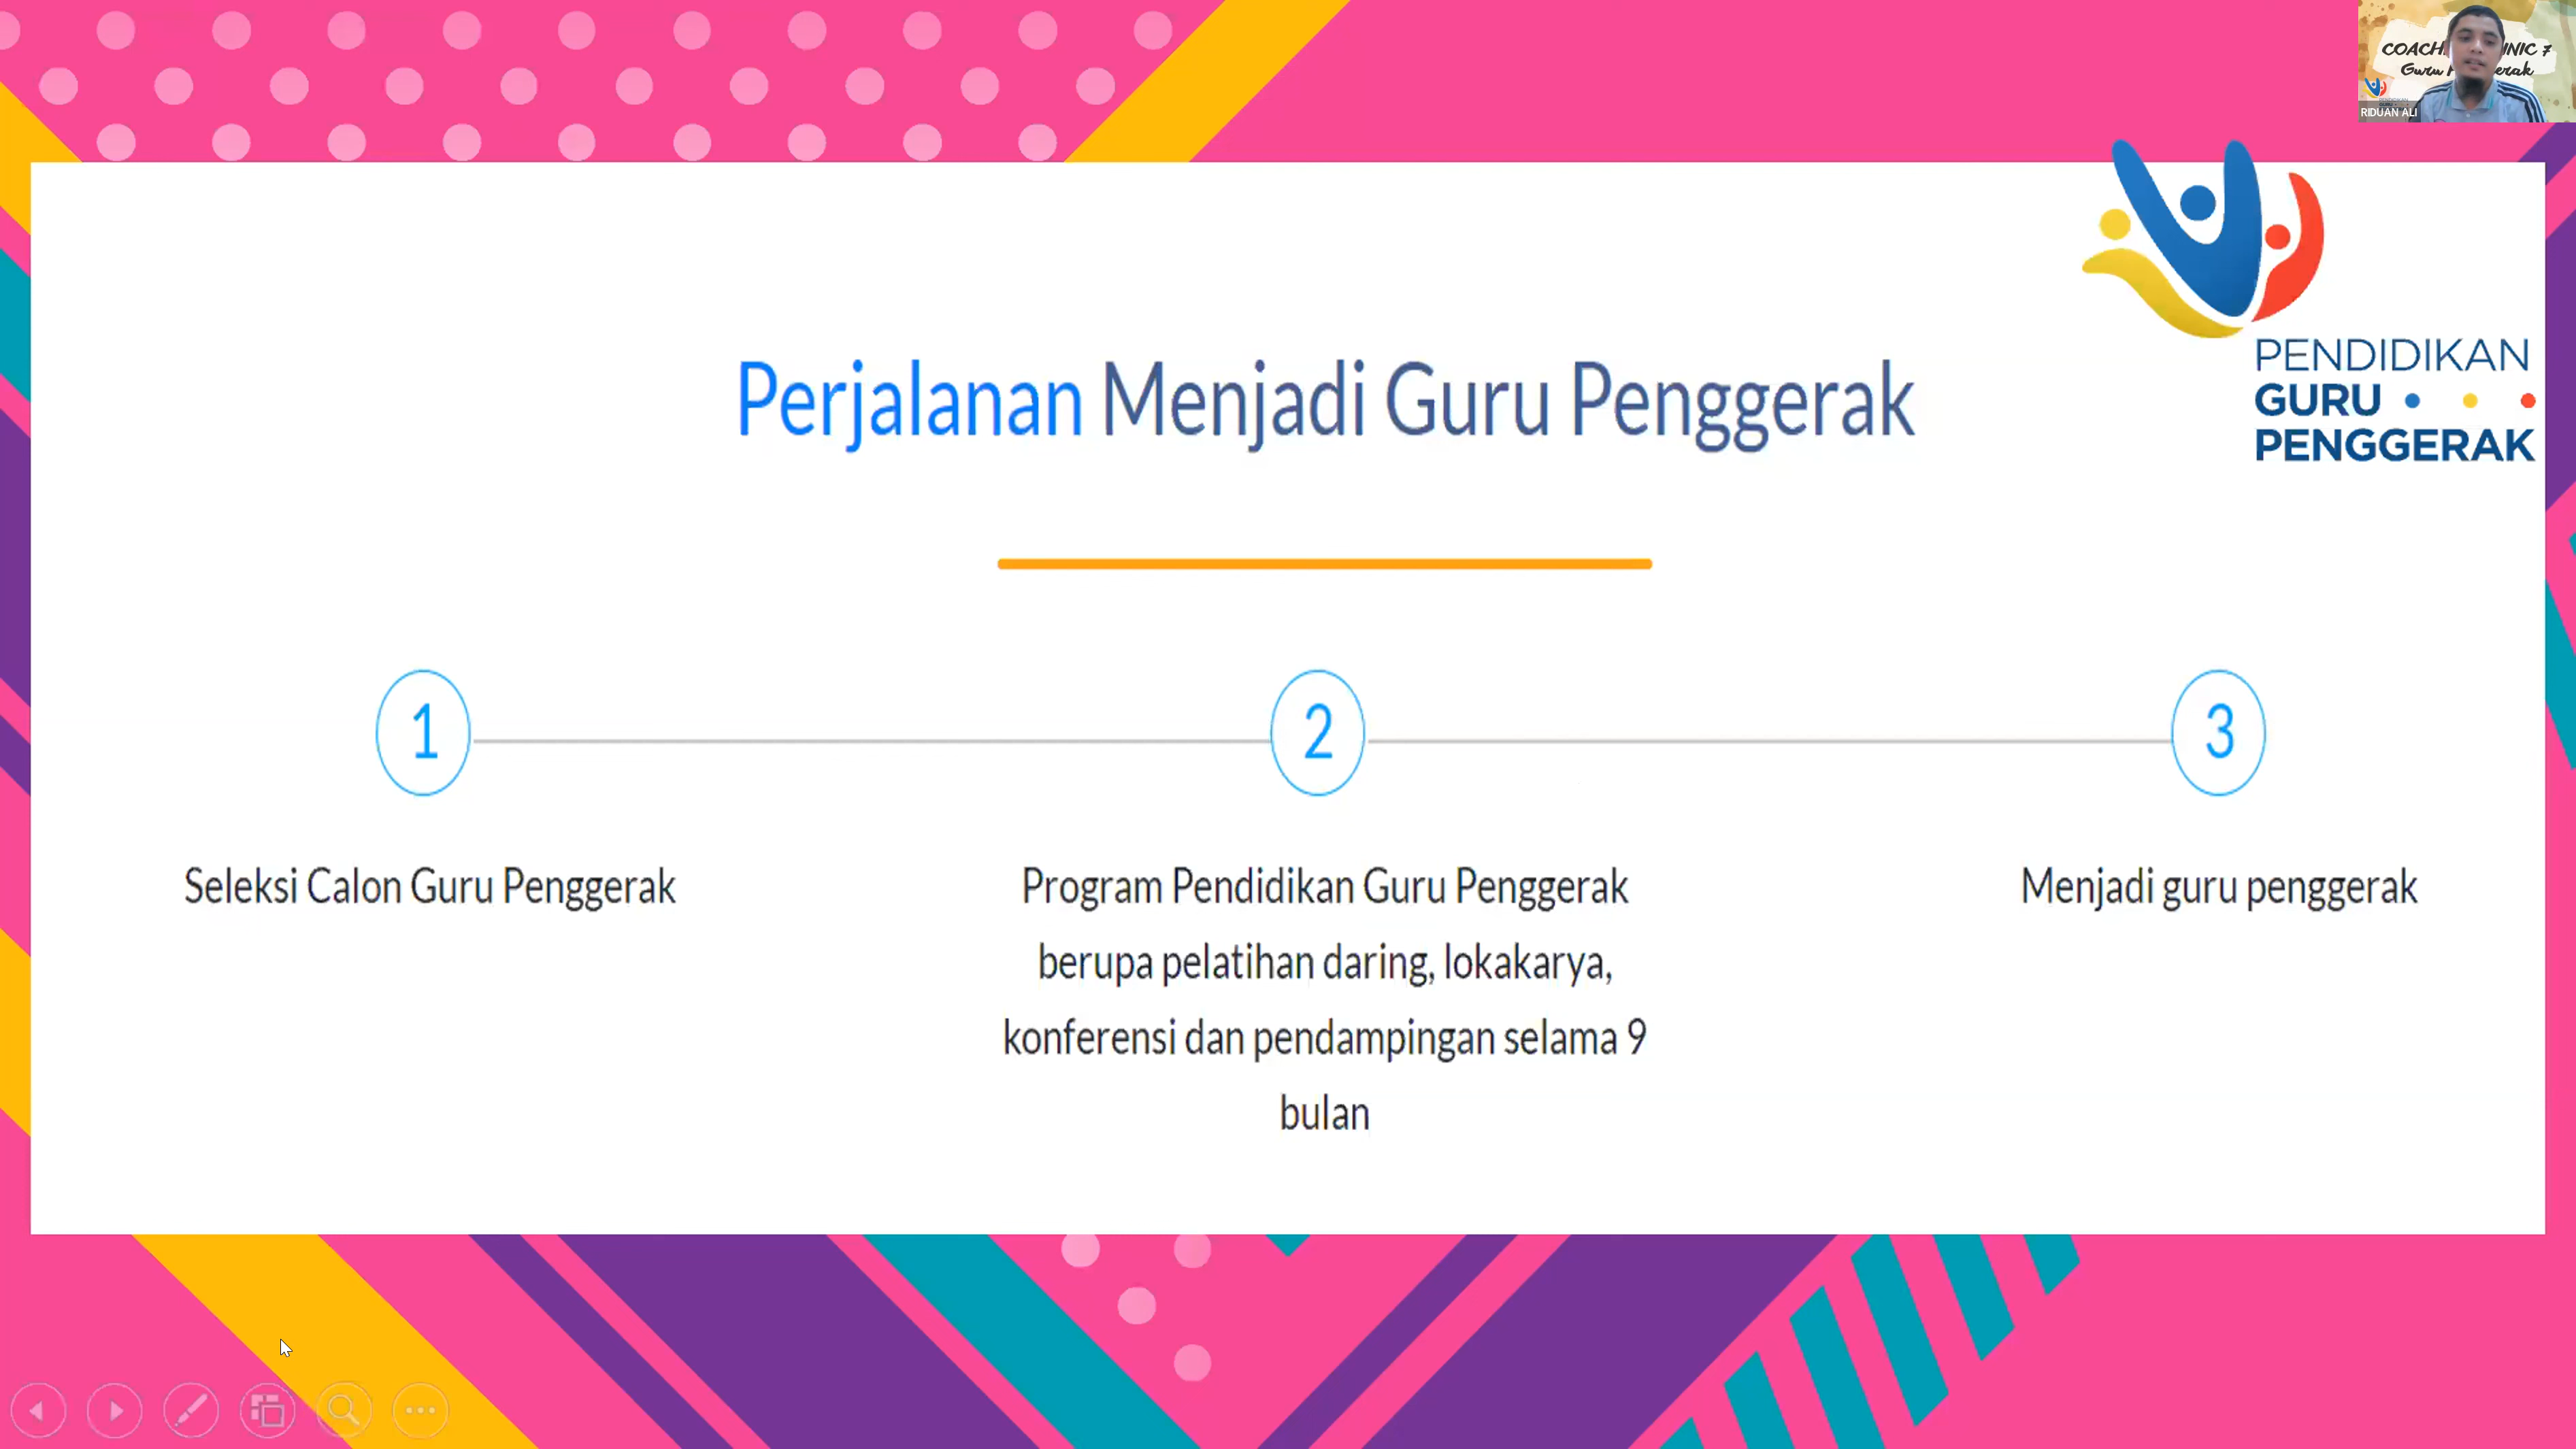 RIDUAN ALI
PENDIDIKAN
GURU
PENGGERAK
Perjalanan Menjadi Guru Penggerak
1
2
3
Seleksi Calon Guru Penggerak
Program Pendidikan Guru Penggerak
berupa pelatihan daring, lokakarya,
konferensi dan pendampingan selama 9
bulan
Menjadi guru penggerak